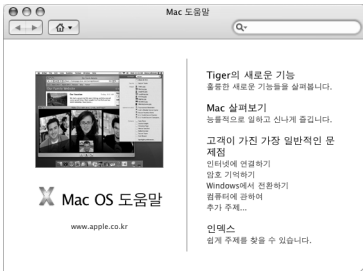 Mac 도움말
Mac OS 도움말
www.apple.co.kr
Tiger의 새로운 기능
훌륭한 새로운 기능들을 살펴봅니다.
Mac 살펴보기
능률적으로 일하고 신나게 즐깁니다.
고객이 가진 가장 일반적인 문
제점
인터넷에 연결하기
암호 기억하기
Windows에서 전환하기
컴퓨터에 관하여
추가 주제...
인덱스
쉽게 주제를 찾을 수 있습니다.